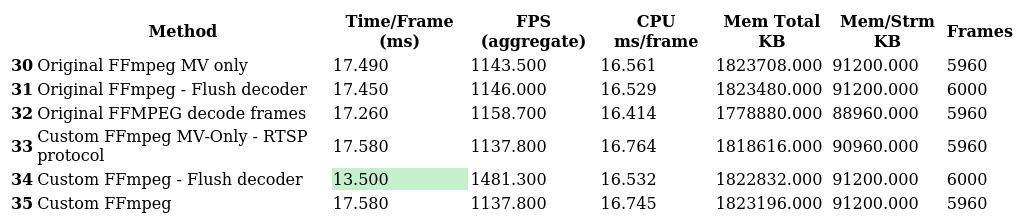 Method Time/Frame (ms) FPS (aggregate) CPU ms/frame Mem Total KB Mem/Strm KB Frames
30 Original FFmpeg MV only 17.490 1143.500 16.561 1823708.000 91200.000 5960
31 Original FFmpeg - Flush decoder 17.450 1146.000 16.529 1823480.000 91200.000 6000
32 Original FFMPEG decode frames 17.260 1158.700 16.414 1778880.000 88960.000 5960
33 Custom FFmpeg MV-Only - RTSP protocol 17.580 1137.800 16.764 1818616.000 90960.000 5960
34 Custom FFmpeg - Flush decoder 13.500 1481.300 16.532 1822832.000 91200.000 6000
35 Custom FFmpeg 17.580 1137.800 16.745 1823196.000 91200.000 5960